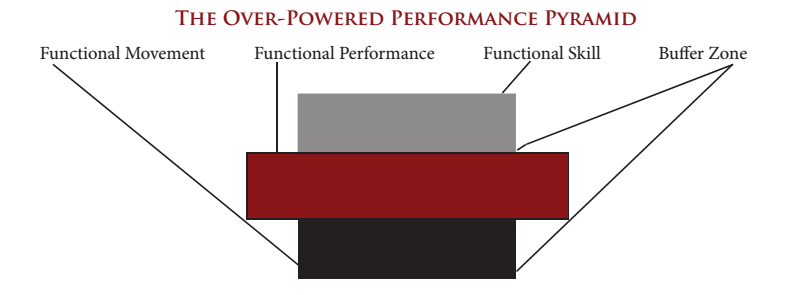 The Over-Powered Performance Pyramid
Functional Movement Functional Performance Functional Skill Buffer Zone